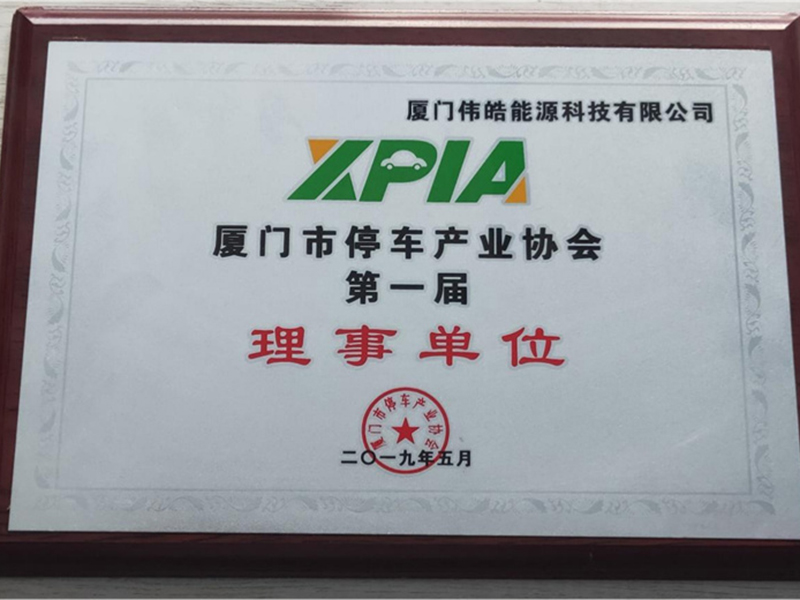 厦门伟皓能源科技有限公司
XPIA
厦门市停车产业协会
第一届
理事单位
厦门市停车产业协会
二〇一九年五月